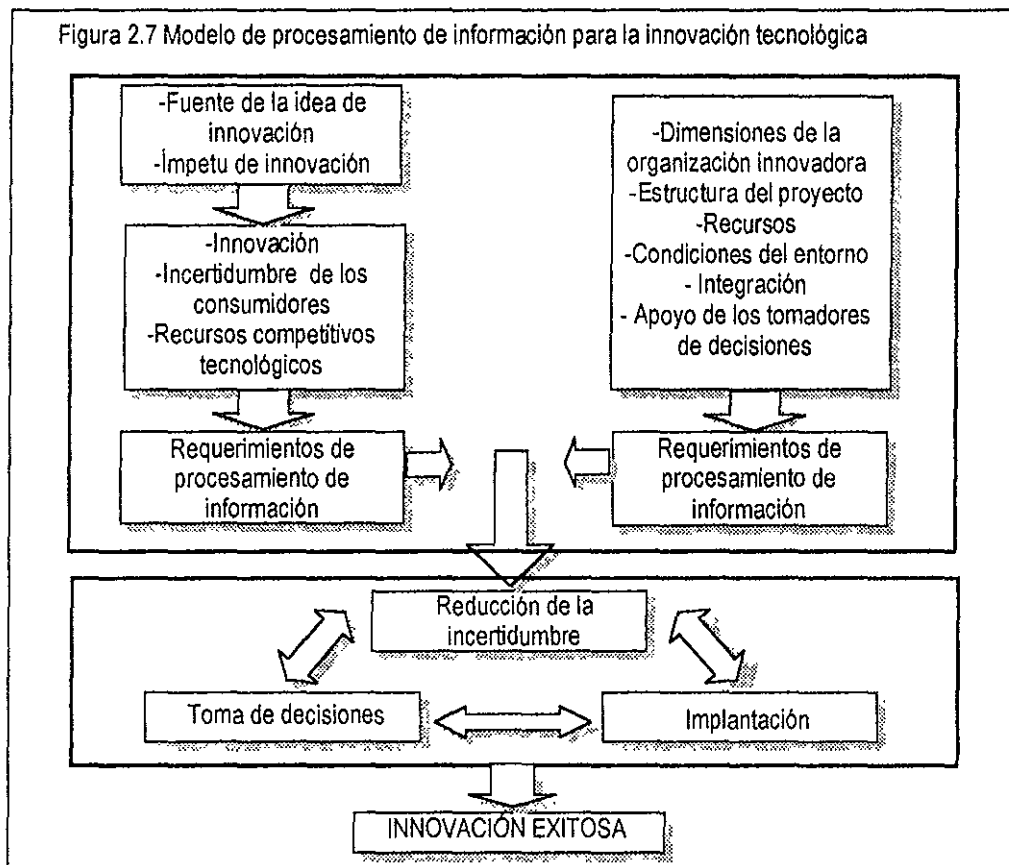 Figura 2.7 Modelo de procesamiento de información para la innovación tecnológica
-Fuente de la idea de
innovación
-Ímpetu de innovación
-Innovación
-Incertidumbre de los
consumidores
-Recursos competitivos
tecnológicos
Requerimientos de
procesamiento de
información
-Dimensiones de la
organización innovadora
-Estructura del proyecto
-Recursos
-Condiciones del entorno
- Integración
- Apoyo de los tomadores
de decisiones
Requerimientos de
procesamiento de
información
Reducción de la
incertidumbre
Toma de decisiones
Implantación
INNOVACIÓN EXITOSA